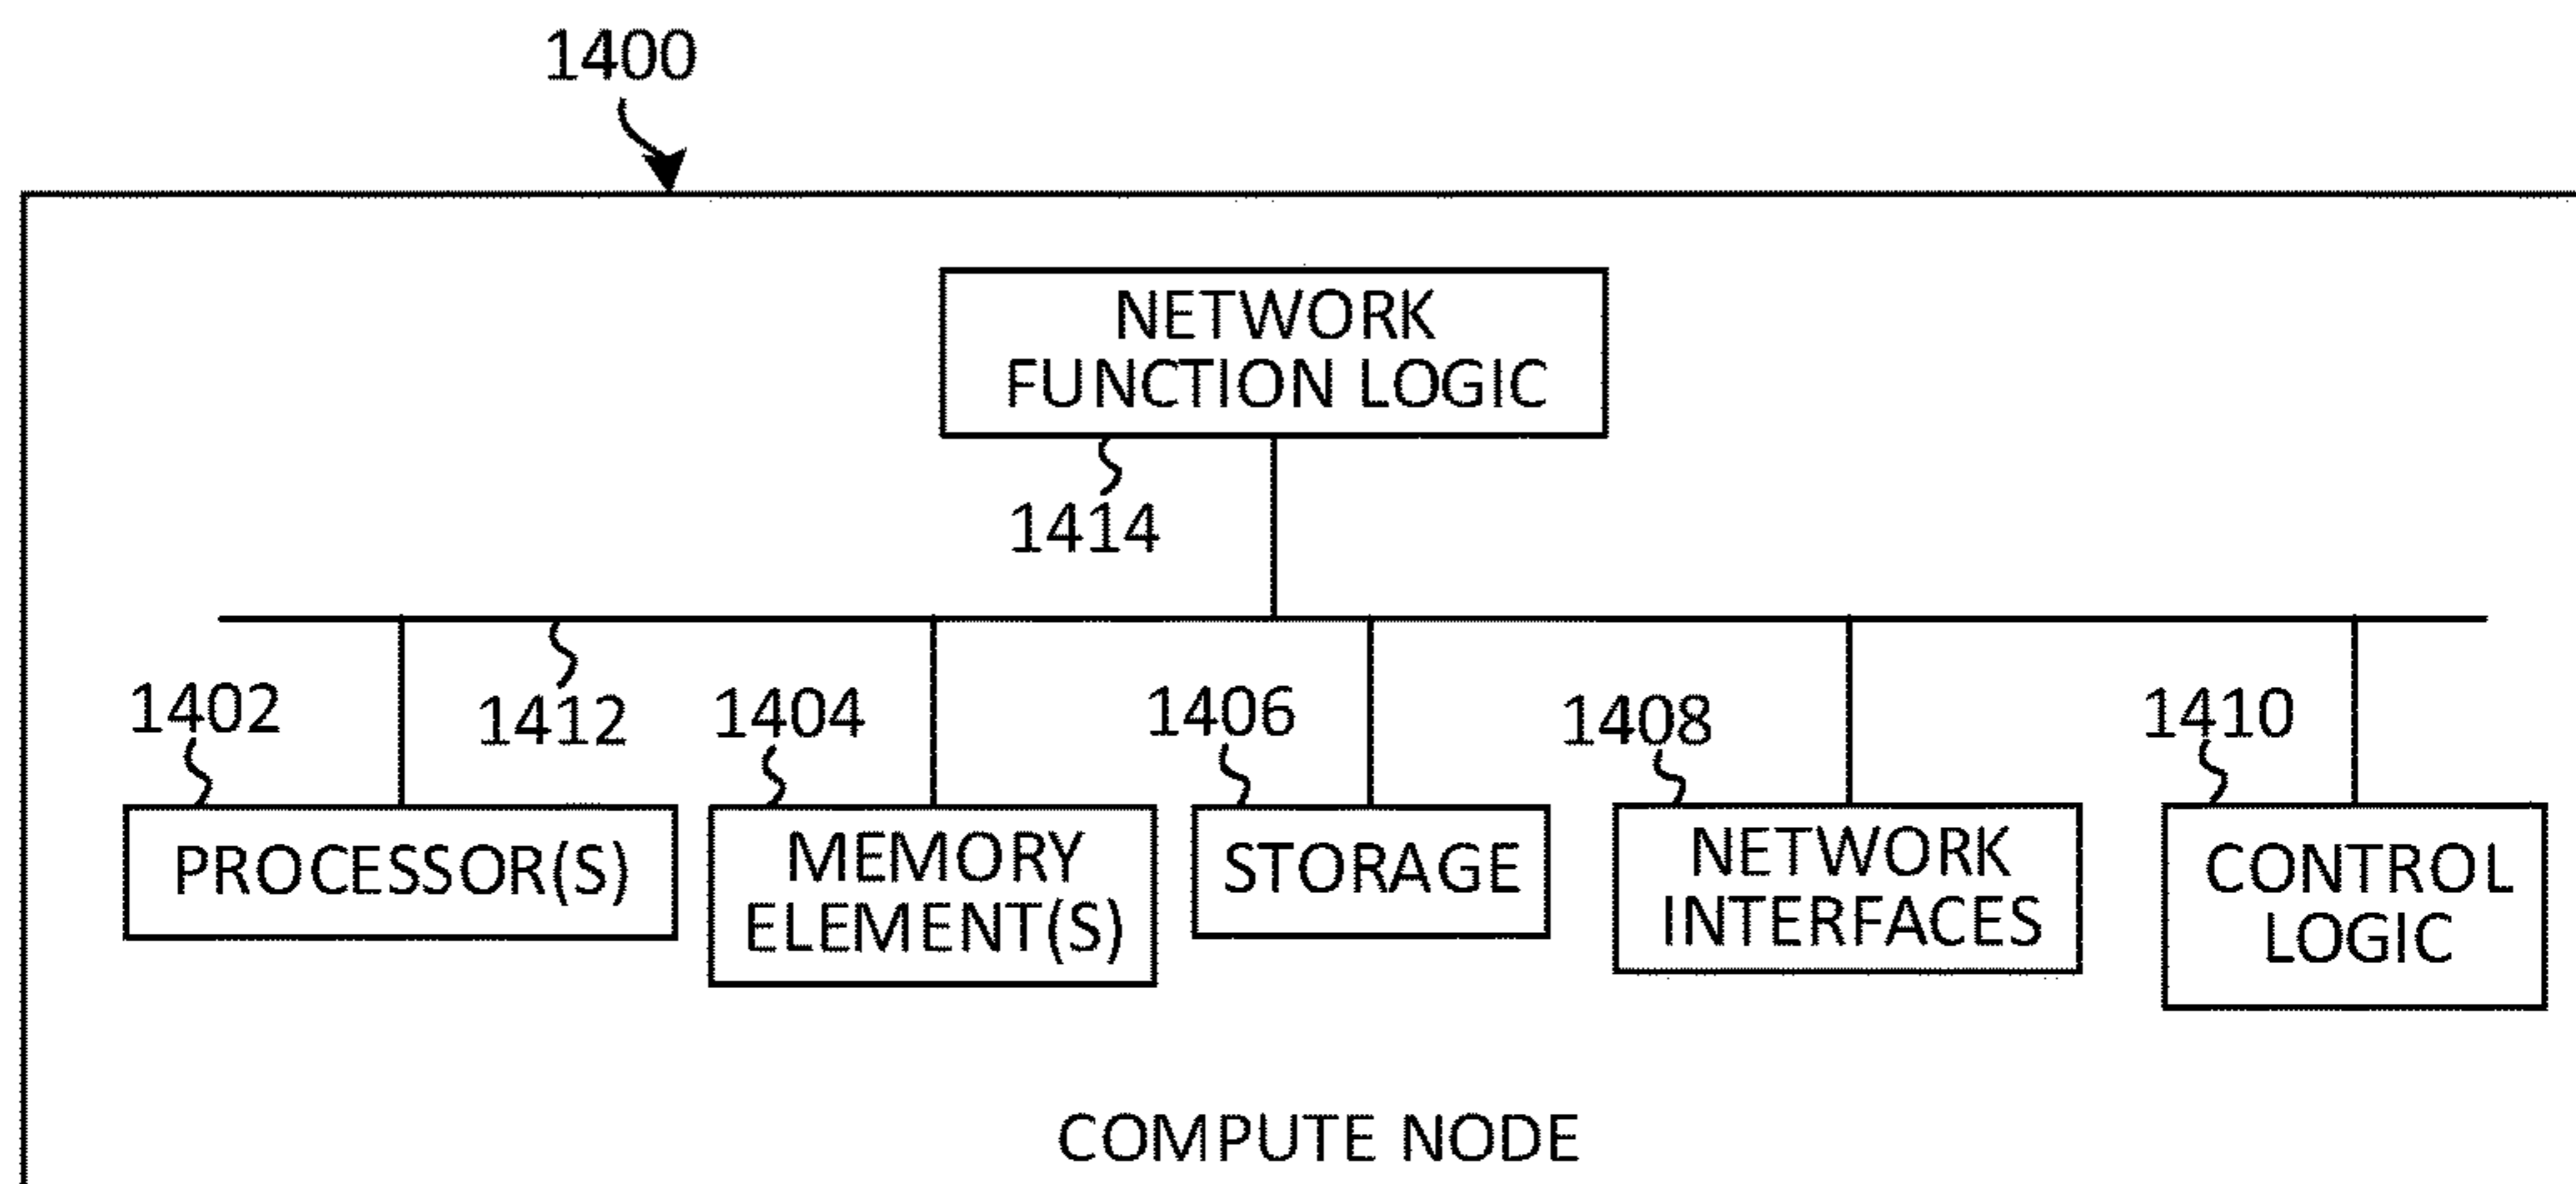 1400
NETWORK
FUNCTION LOGIC
1414
1402
1412
1404
1406
1408
1410
PROCESSOR(S)
MEMORY
ELEMENT(S)
STORAGE
NETWORK
INTERFACES
CONTROL
LOGIC
COMPUTE NODE